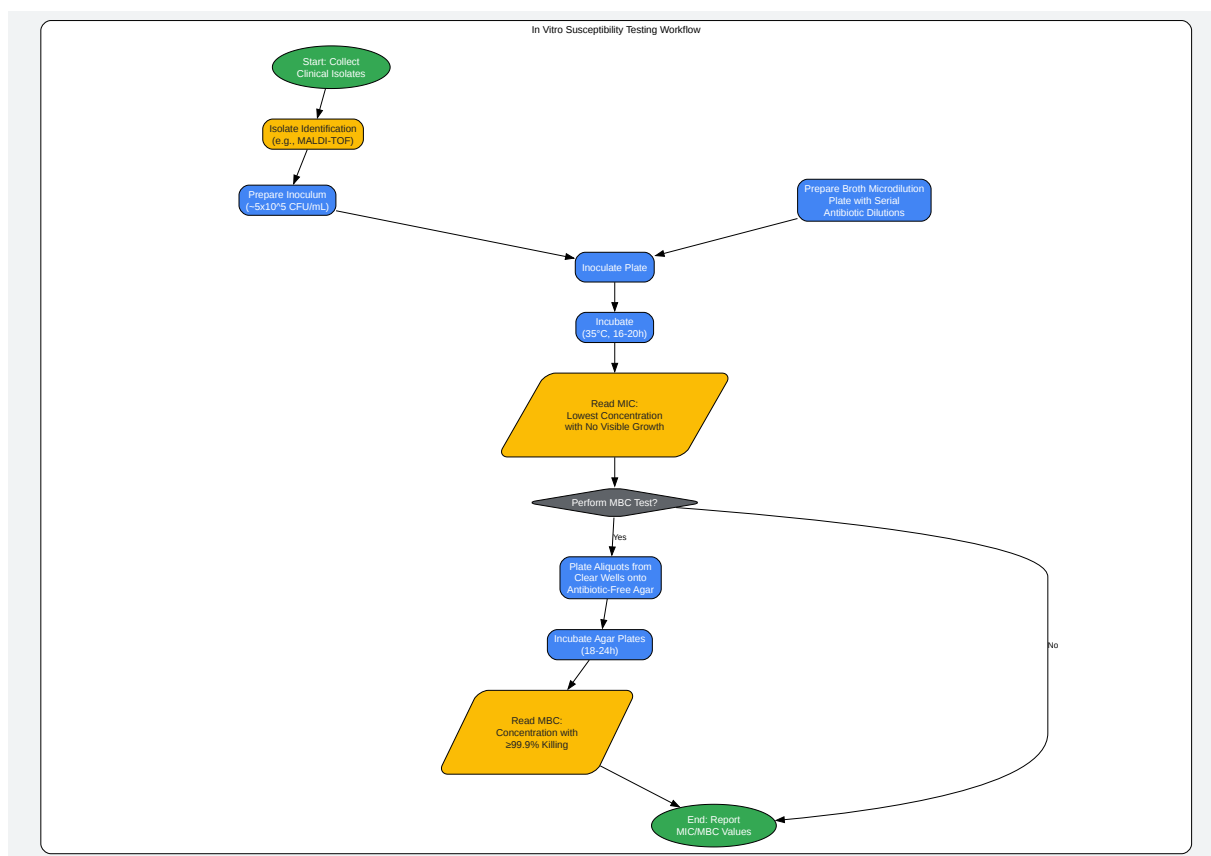 In Vitro Susceptibility Testing Workflow
Start: Collect
Clinical Isolates
Isolate Identification
(e.g., MALDI-TOF)
Prepare Inoculum
(~5x10^5 CFU/mL)
Prepare Broth Microdilution
Plate with Serial
Antibiotic Dilutions
Inoculate Plate
Incubate
(35°C, 16-20h)
Read MIC:
Lowest Concentration
with No Visible Growth
Perform MBC Test?
Yes
Plate Aliquots from
Clear Wells onto
Antibiotic-Free Agar
Incubate Agar Plates
(18-24h)
No
Read MBC:
Concentration with
≥99.9% Killing
End: Report
MIC/MBC Values